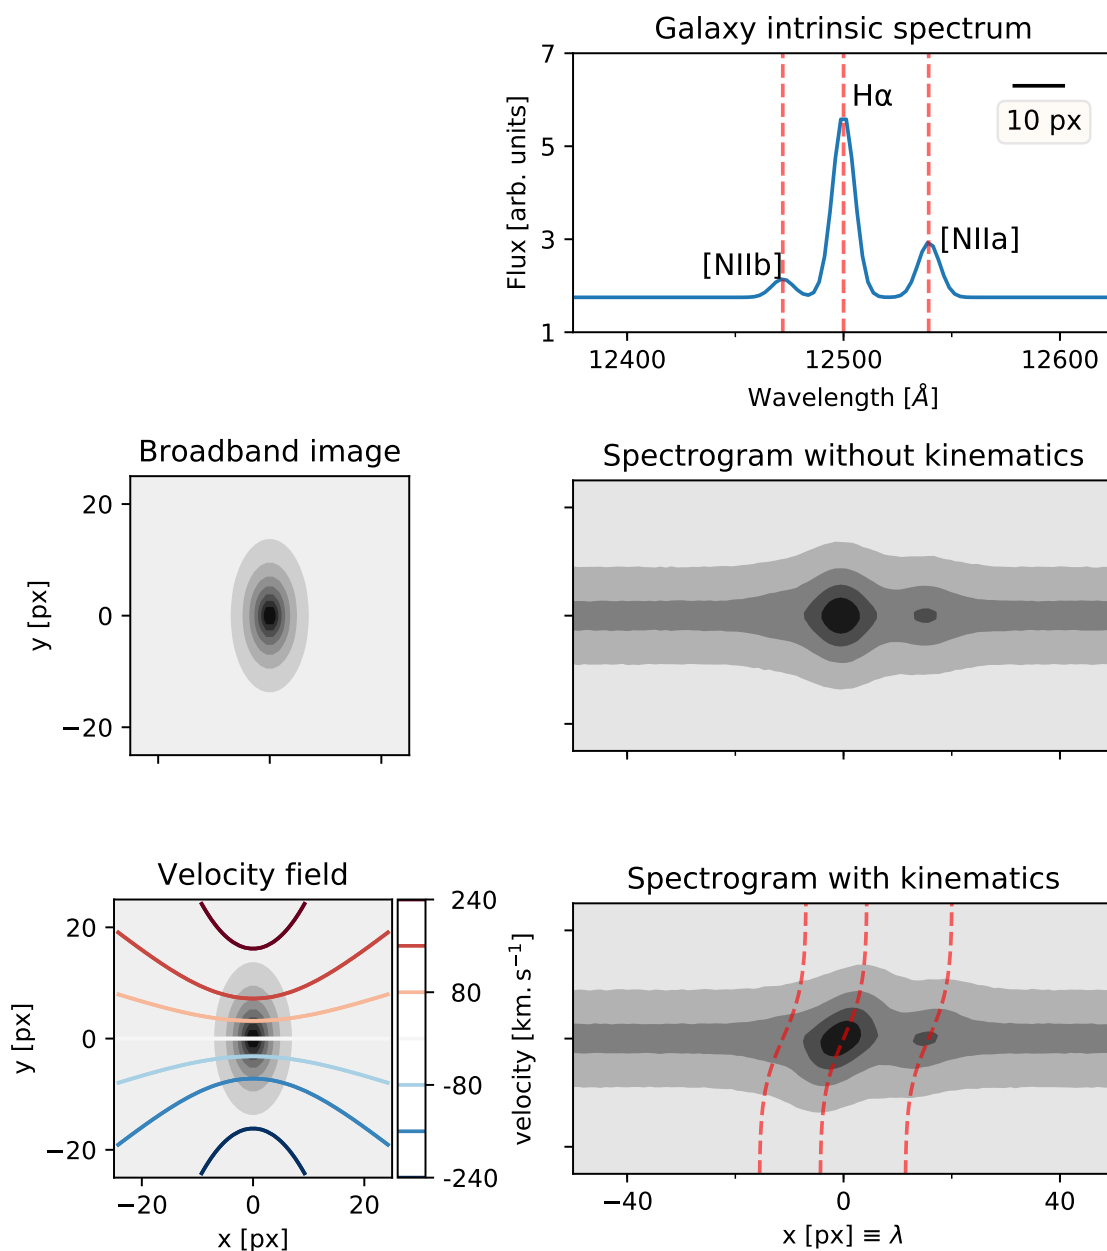 Galaxy intrinsic spectrum
7
5
3
1
Flux [arb. units]
Hα
10 px
[NIIb]
[NIIa]
12400 12500 12600
Wavelength [Å]
Broadband image
20
0
−20
y [px]
Spectrogram without kinematics
Velocity field
20
0
−20
y [px]
−20 0 20
x [px]
240
80
-80
-240
velocity [km. s⁻¹]
Spectrogram with kinematics
−40 0 40
x [px] ≡ λ